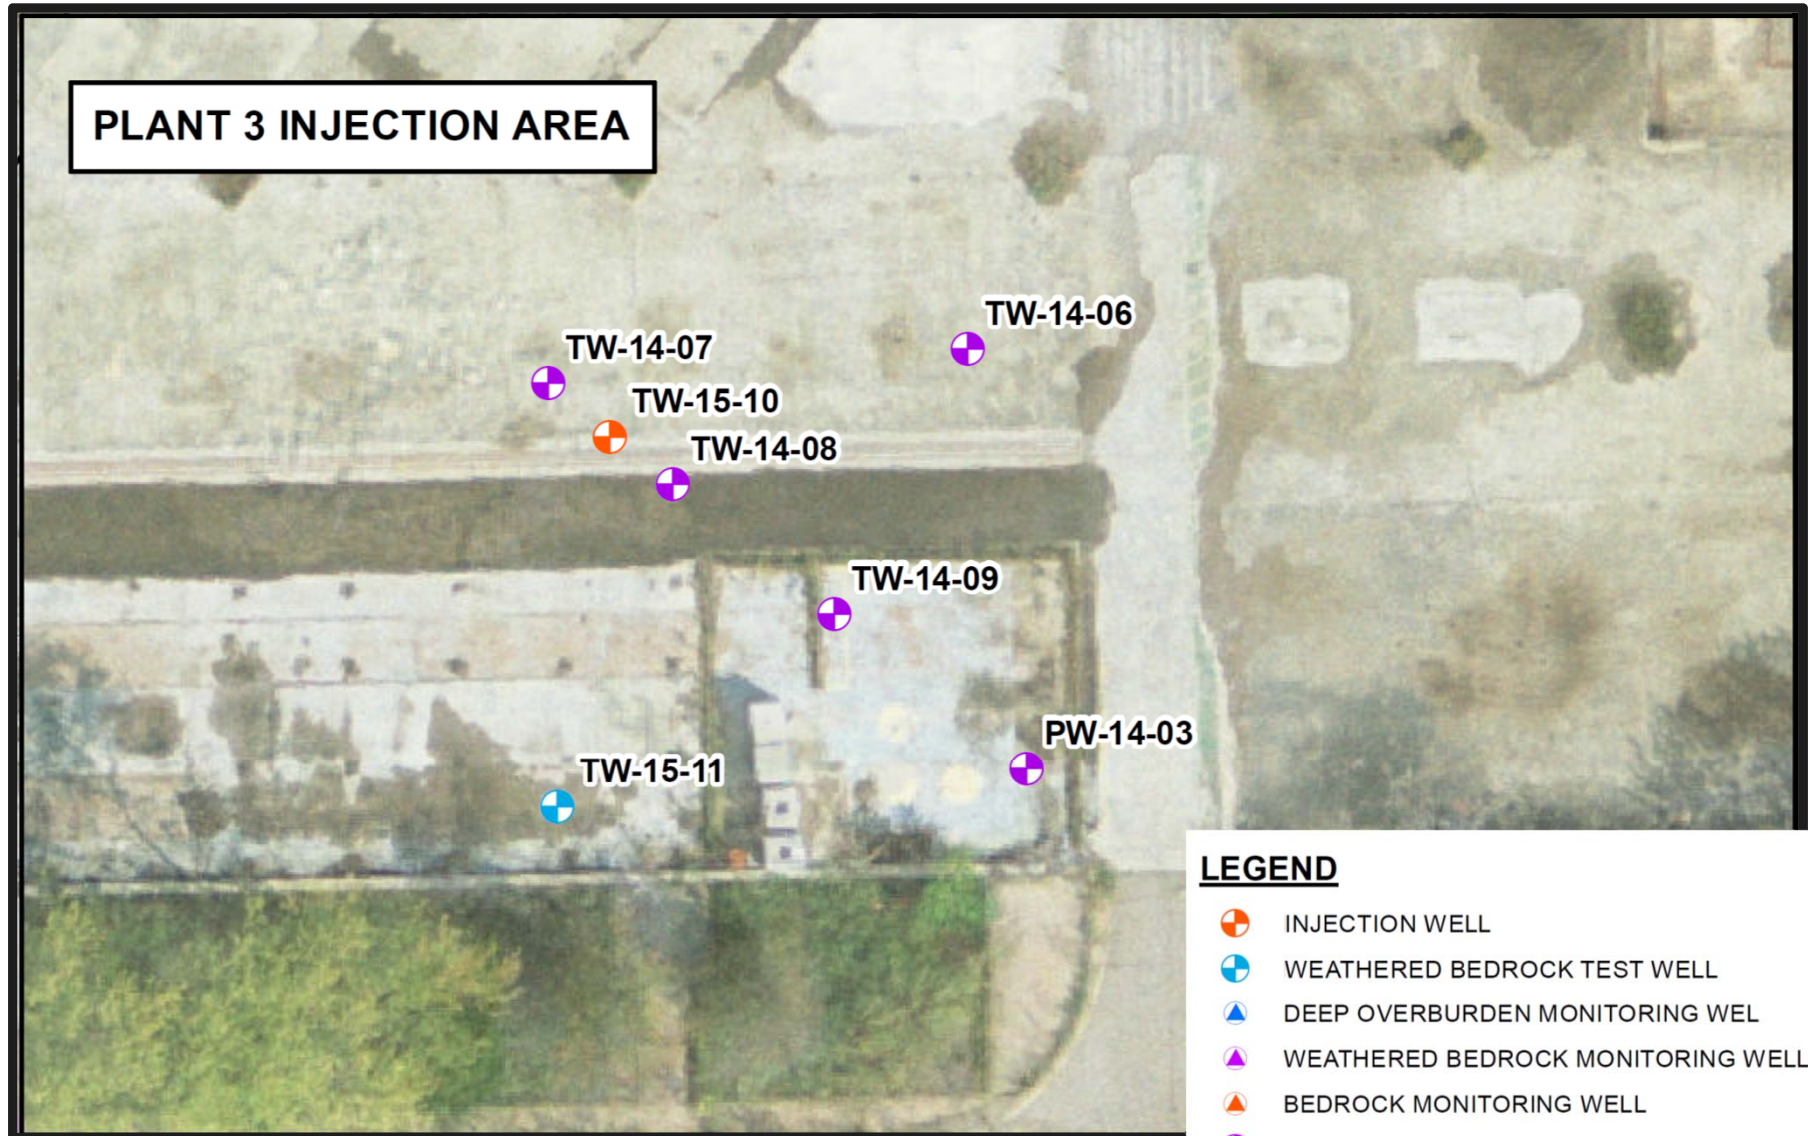 PLANT 3 INJECTION AREA
TW-14-06
TW-14-07
TW-15-10
TW-14-08
TW-14-09
PW-14-03
TW-15-11
LEGEND
INJECTION WELL
WEATHERED BEDROCK TEST WELL
DEEP OVERBURDEN MONITORING WEL
WEATHERED BEDROCK MONITORING WELL
BEDROCK MONITORING WELL